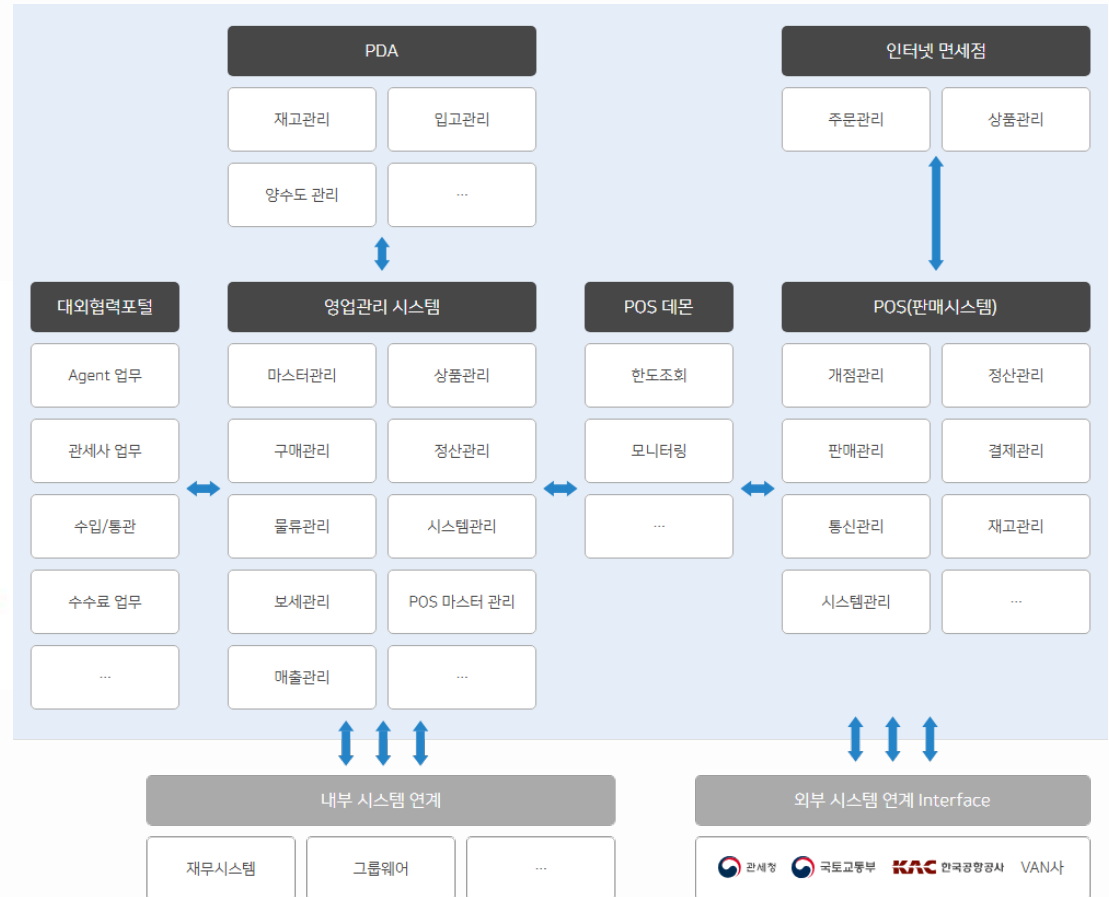 PDA
인터넷 면세점
재고관리 입고관리
주문관리 상품관리
양수도 관리 ...
대외협력포털
영업관리 시스템
POS 데몬
POS(판매시스템)
Agent 업무
마스터관리 상품관리
한도조회
개점관리 정산관리
관세사 업무
구매관리 정산관리
모니터링
판매관리 결제관리
수입/통관
물류관리 시스템관리
...
통신관리 재고관리
수수료 업무
보세관리 POS 마스터 관리
시스템관리 ...
...
매출관리 ...
내부 시스템 연계
외부 시스템 연계 Interface
재무시스템 그룹웨어 ...
관세청 국토교통부 KAC 한국공항공사 VAN사